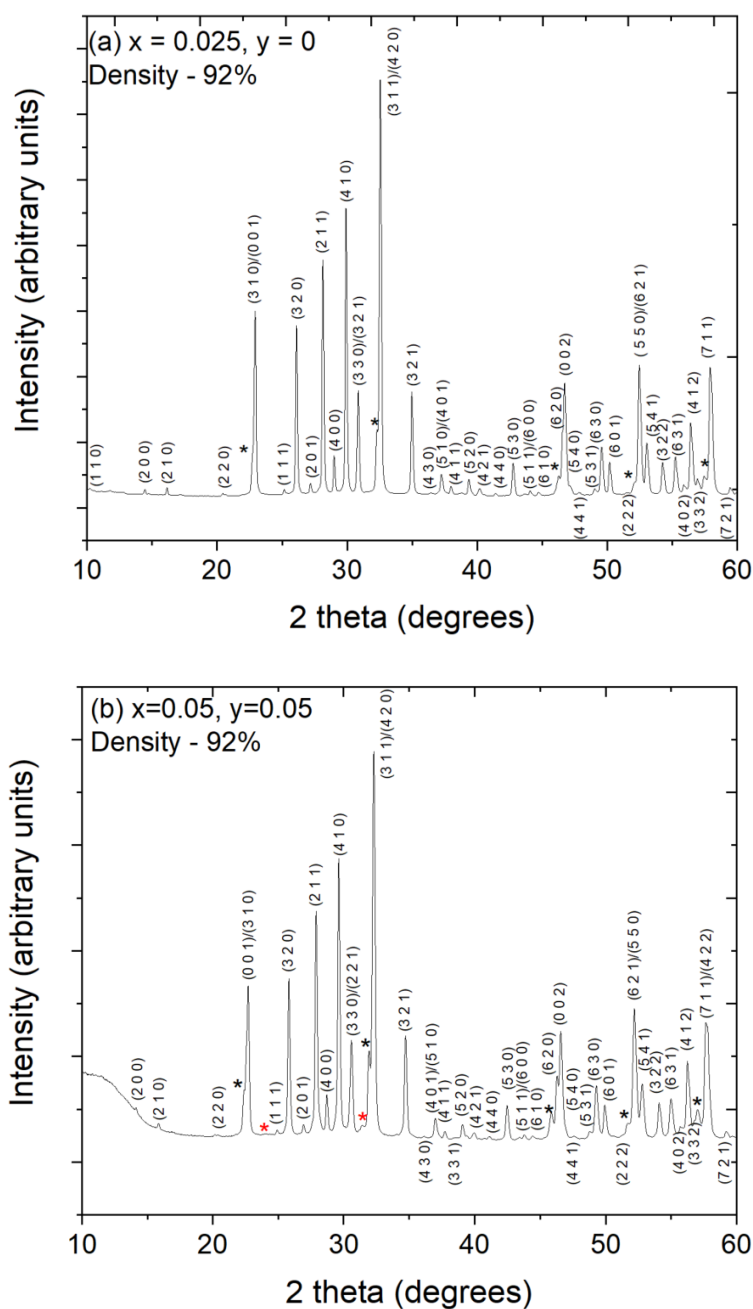 (a) x = 0.025, y = 0
Density - 92%
Intensity (arbitrary units)
(1 1 0)
(2 0 0)
(2 1 0)
(2 2 0)
*
(3 1 0)/(0 0 1)
(1 1 1)
(3 2 0)
(2 0 1)
(2 1 1)
(4 0 0)
(4 1 0)
(3 3 0)/(3 2 1)
*
(3 1 1)/(4 2 0)
(3 2 1)
(4 3 0)
(5 1 0)/(4 0 1)
(4 1 1)
(5 2 0)
(4 2 1)
(4 4 0)
(5 3 0)
(5 1 1)/(6 0 0)
(6 1 0)
*
(6 2 0)
(0 0 2)
(5 4 0)
(4 4 1)
(5 3 1)
(6 3 0)
(6 0 1)
(2 2 2)
*
( 5 5 0)/(6 2 1)
(5 4 1)
(3 2 2)
(6 3 1)
(4 0 2)
(4 1 2)
(3 3 2)
*
(7 1 1)
(7 2 1)
10
20
30
40
50
60
2 theta (degrees)
(b) x=0.05, y=0.05
Density - 92%
Intensity (arbitrary units)
(2 0 0)
(2 1 0)
(2 2 0)
*
(0 0 1)/(3 1 0)
*
(1 1 1)
(3 2 0)
(2 0 1)
(2 1 1)
(4 0 0)
(4 1 0)
(3 3 0)/(2 2 1)
*
*
(3 1 1)/(4 2 0)
(3 2 1)
(4 3 0)
(4 0 1)/(5 1 0)
(4 1 1)
(3 3 1)
(5 2 0)
(4 2 1)
(4 4 0)
(5 3 0)
(5 1 1)/(6 0 0)
(6 1 0)
*
(6 2 0)
(0 0 2)
(5 4 0)
(4 4 1)
(5 3 1)
(6 3 0)
(6 0 1)
(2 2 2)
*
(6 2 1)/(5 5 0)
(5 4 1)
(3 2 2)
(6 3 1)
(4 0 2)
(4 1 2)
(3 3 2)
*
(7 1 1)/(4 2 2)
(7 2 1)
10
20
30
40
50
60
2 theta (degrees)